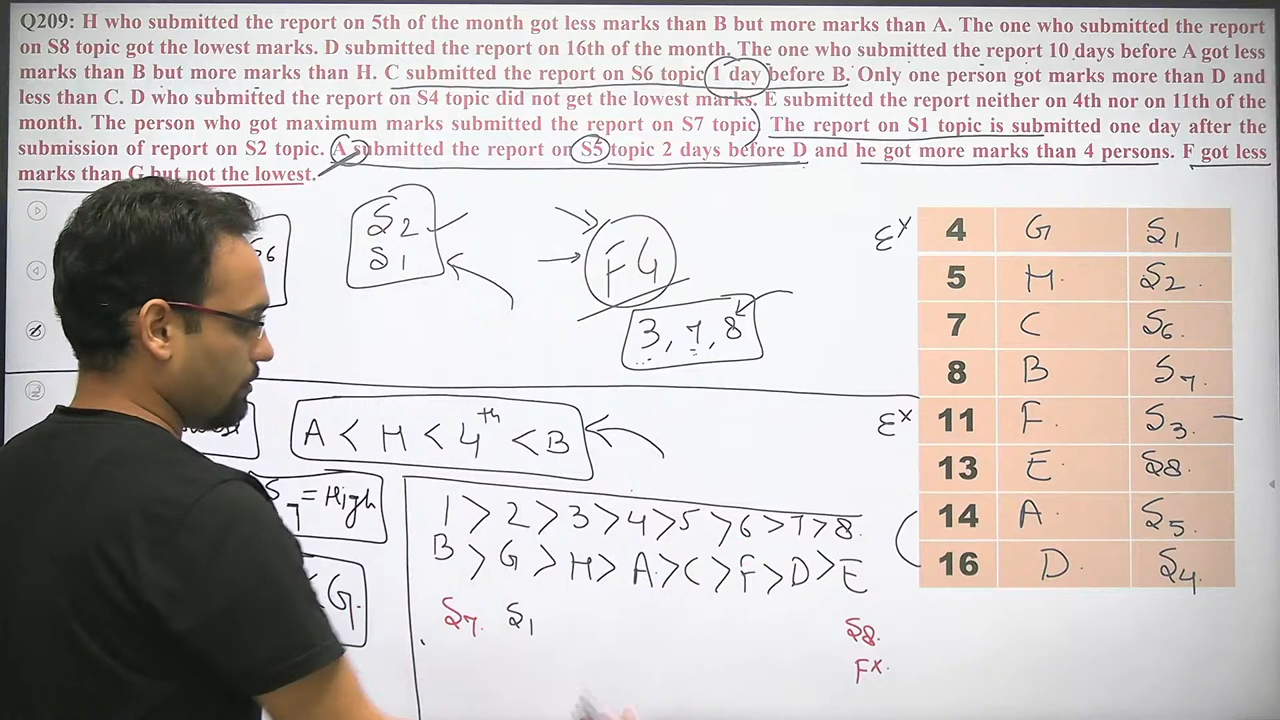 Q209: H who submitted the report on 5th of the month got less marks than B but more marks than A. The one who submitted the report
on S8 topic got the lowest marks. D submitted the report on 16th of the month. The one who submitted the report 10 days before A got less
marks than B but more marks than H. C submitted the report on S6 topic 1 day before B. Only one person got marks more than D and
less than C. D who submitted the report on S4 topic did not get the lowest marks. E submitted the report neither on 4th nor on 11th of the
month. The person who got maximum marks submitted the report on S7 topic. The report on S1 topic is submitted one day after the
submission of report on S2 topic. A submitted the report on S5 topic 2 days before D and he got more marks than 4 persons. F got less
marks than G but not the lowest.
S6
S2
S1
F4
3, 7, 8
A < H < 4th < B
S7 = High
<G.
1 > 2 > 3 > 4 > 5 > 6 > 7 > 8.
B > G > H > A > C > F > D > E
S7. S1
S8.
Fx.
Ex 4 G S1
5 H. S2.
7 C S6.
8 B S7.
Ex 11 F. S3.
13 E. S8.
14 A. S5.
16 D. S4.